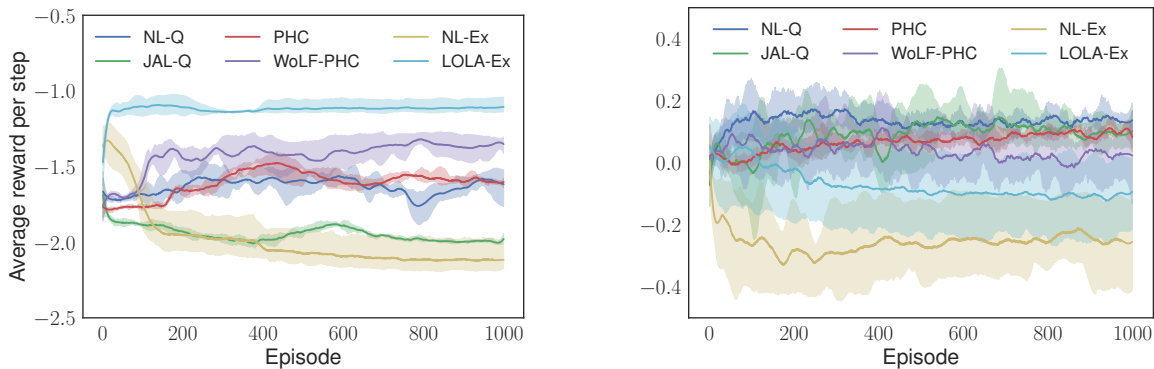 Average reward per step
−0.5
−1.0
−1.5
−2.0
−2.5
NL-Q PHC NL-Ex
JAL-Q WoLF-PHC LOLA-Ex
0 200 400 600 800 1000
Episode
0.4
0.2
0.0
−0.2
−0.4
NL-Q PHC NL-Ex
JAL-Q WoLF-PHC LOLA-Ex
0 200 400 600 800 1000
Episode